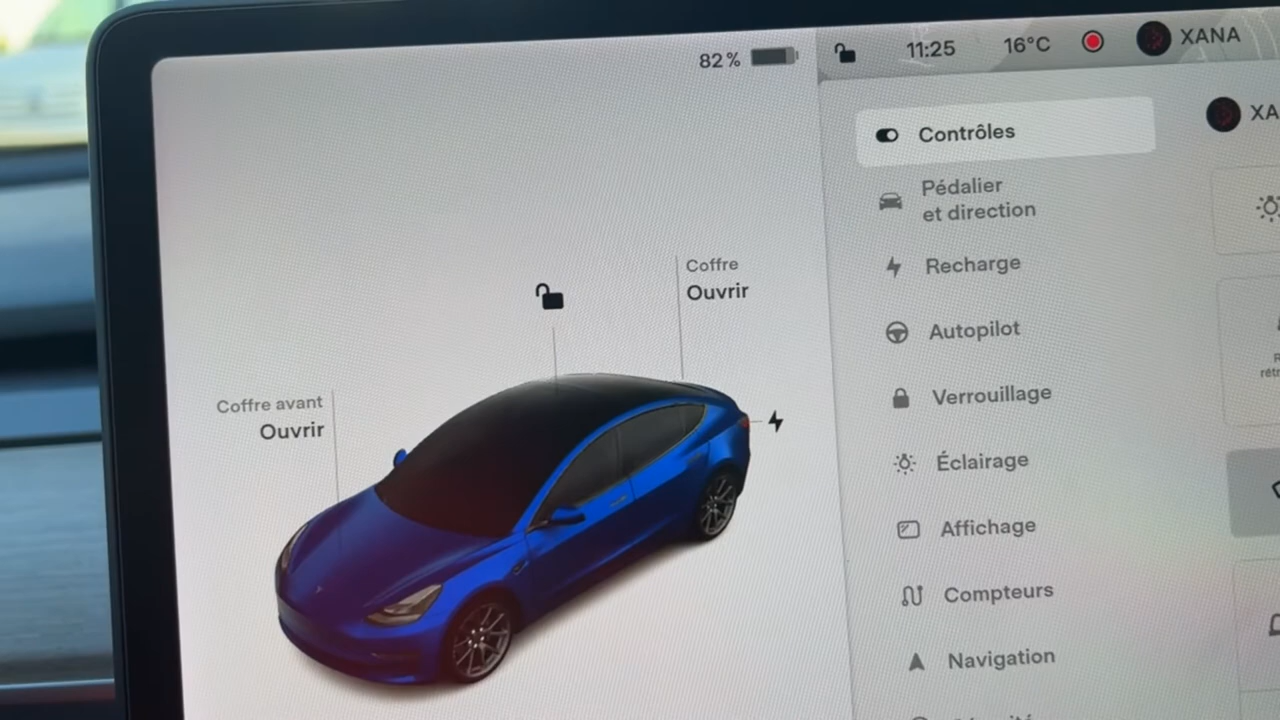 82 %
11:25
16°C
XANA
Coffre
Ouvrir
Coffre avant
Ouvrir
Contrôles
Pédalier
et direction
Recharge
Autopilot
Verrouillage
Éclairage
Affichage
Compteurs
Navigation
XA